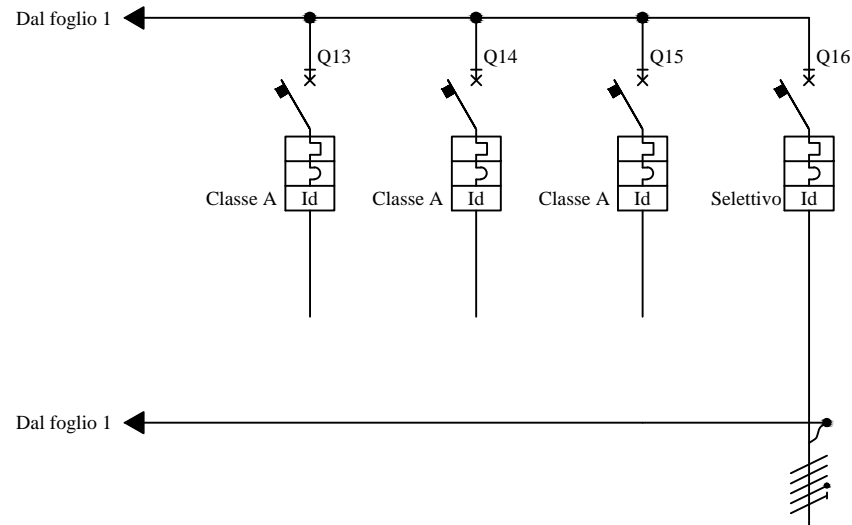 Dal foglio 1
Q13
Q14
Q15
Q16
Classe A
Id
Classe A
Id
Classe A
Id
Selettivo
Id
Dal foglio 1